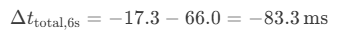 Δt_total,6s = −17.3 − 66.0 = −83.3 ms